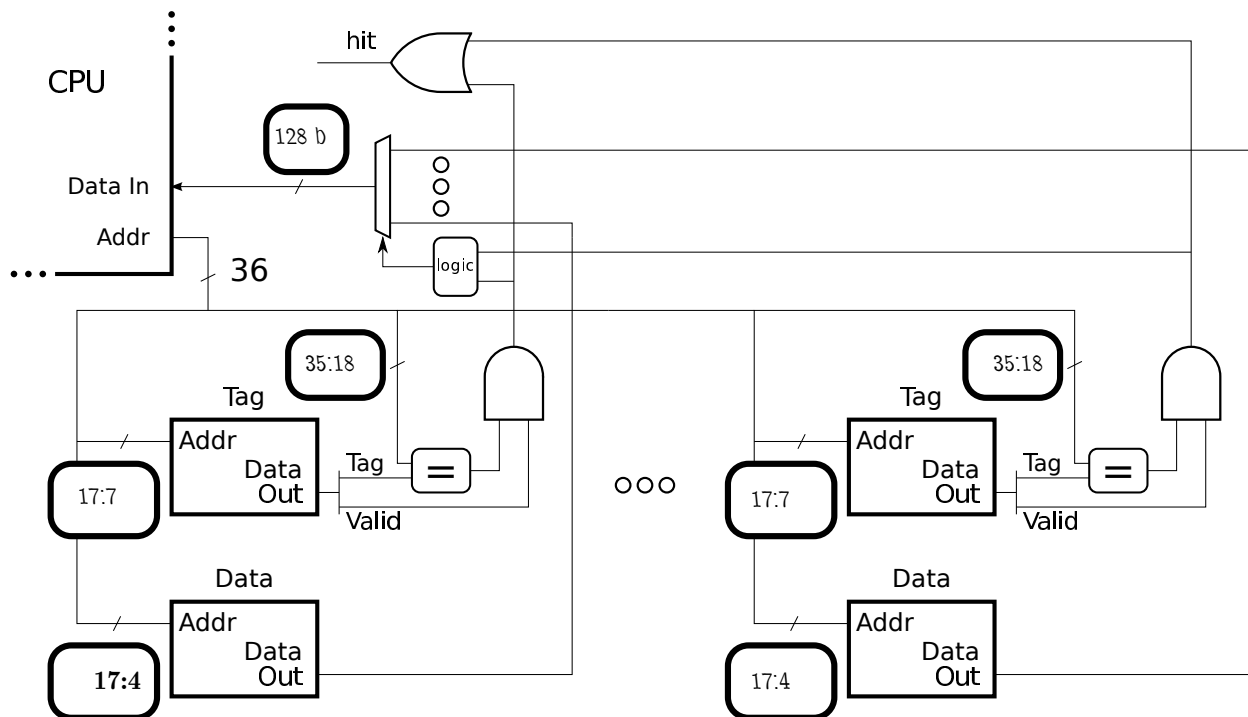 hit
CPU
128 b
Data In
Addr
logic
36
35:18
35:18
Tag
Tag
Addr
Data
Out
Tag
Valid
=
Addr
Data
Out
Tag
Valid
=
17:7
17:7
Data
Data
Addr
Data
Out
Addr
Data
Out
17:4
17:4